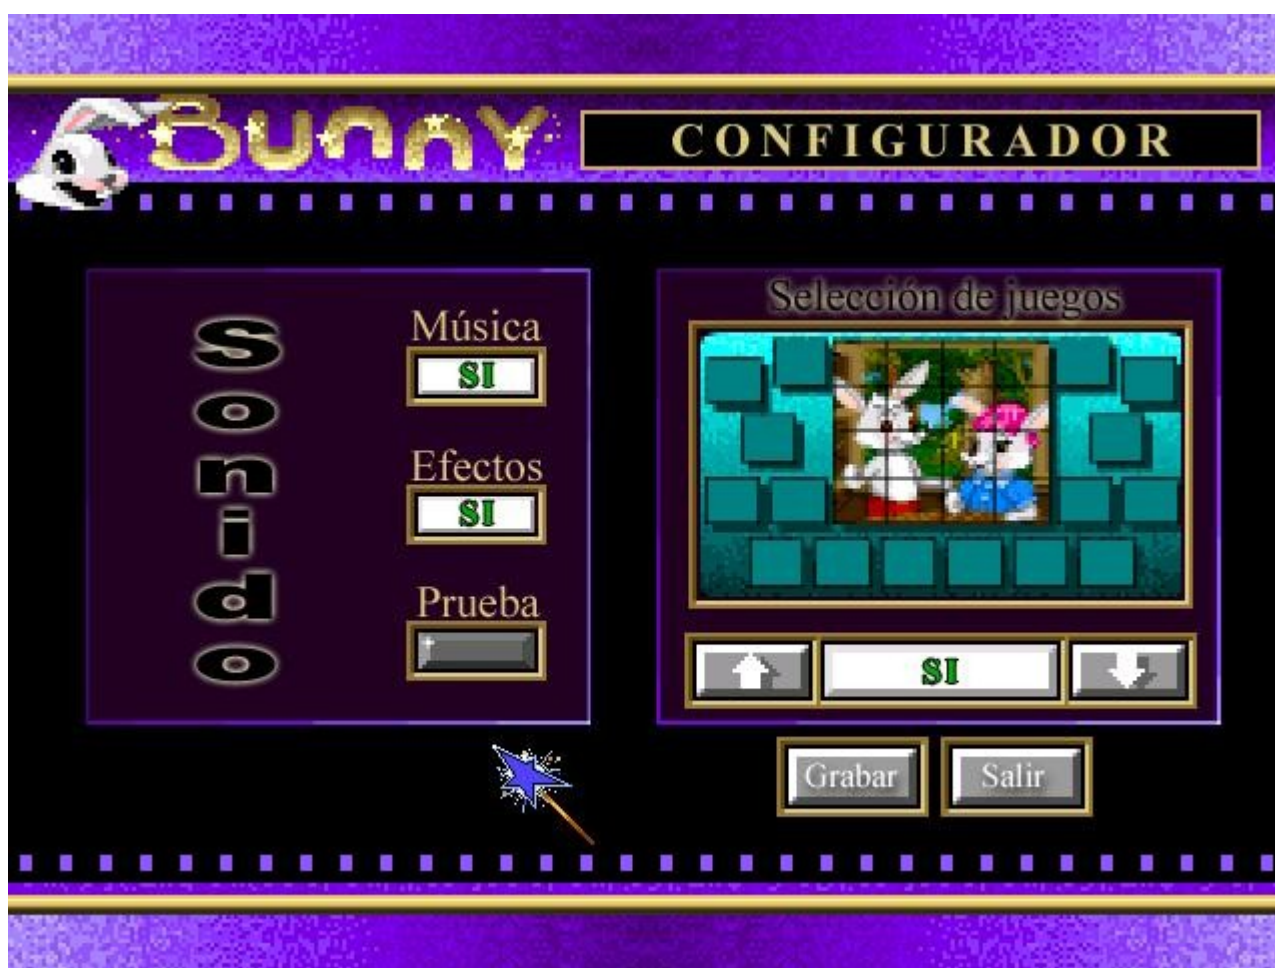 BUNNY
CONFIGURADOR
Sonido
Música
SI
Efectos
SI
Prueba
Selección de juegos
SI
Grabar
Salir